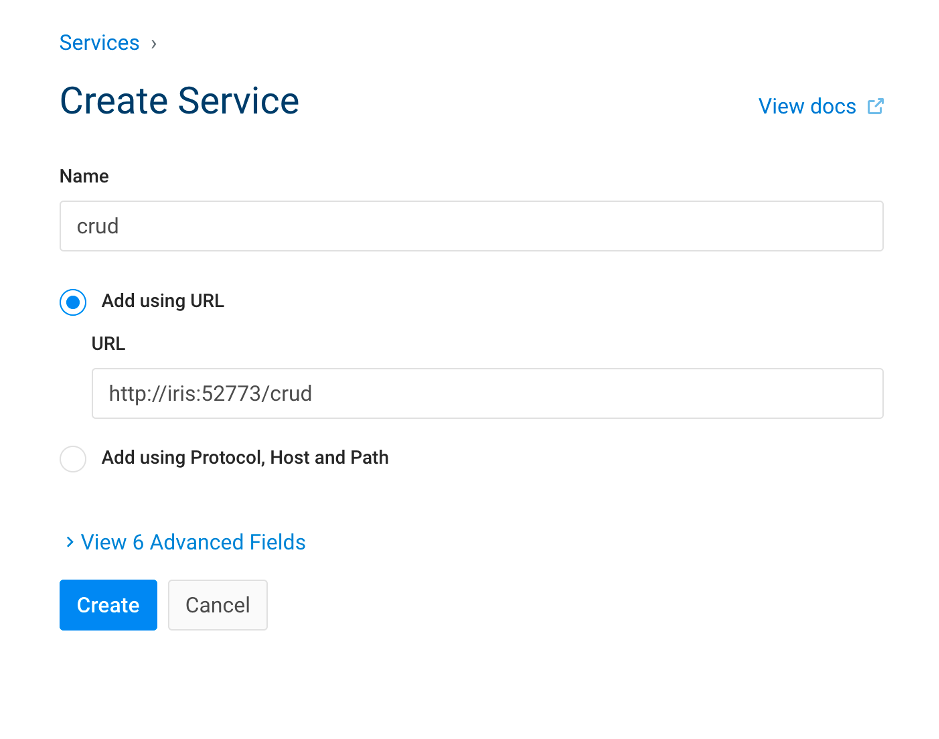 Services ›
Create Service
View docs
Name
crud
Add using URL
URL
http://iris:52773/crud
Add using Protocol, Host and Path
> View 6 Advanced Fields
Create
Cancel